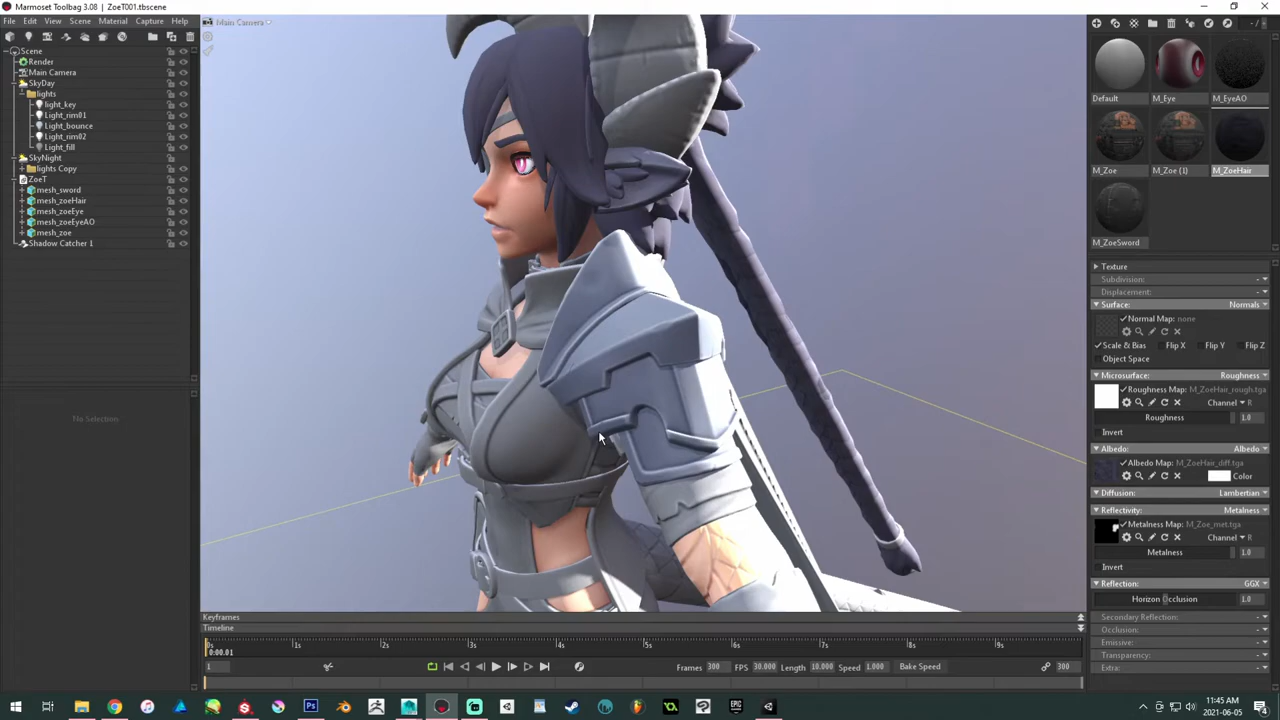 Marmoset Toolbag 3.08 | ZoeT001.tbscene
File Edit View Scene Material Capture Help
Main Camera
Scene
Render
Main Camera
SkyDay
lights
light_key
Light_rim01
Light_bounce
Light_rim02
Light_fill
SkyNight
lights Copy
ZoeT
mesh_sword
mesh_zoeHair
mesh_zoeEye
mesh_zoeEyeAO
mesh_zoe
Shadow Catcher 1
No Selection
Default M_Eye M_EyeAO
M_Zoe M_Zoe (1) M_ZoeHair
M_ZoeSword
Texture
Subdivision:
Displacement:
Surface: Normals
Normal Map: none
Scale & Bias Flip X Flip Y Flip Z
Object Space
Microsurface: Roughness
Roughness Map: M_ZoeHair_rough.tga
Channel R
Roughness 1.0
Invert
Albedo: Albedo
Albedo Map: M_ZoeHair_diff.tga
Color
Diffusion: Lambertian
Reflectivity: Metalness
Metalness Map: M_Zoe_met.tga
Channel R
Metalness 1.0
Invert
Reflection: GGX
Horizon Occlusion 1.0
Secondary Reflection:
Occlusion:
Emissive:
Transparency:
Extra:
Keyframes
Timeline
0s 1s 2s 3s 4s 5s 6s 7s 8s 9s
0:00.01
1 Frames 300 FPS 30.000 Length 10.000 Speed 1.000 Bake Speed 300
11:45 AM
2021-06-05